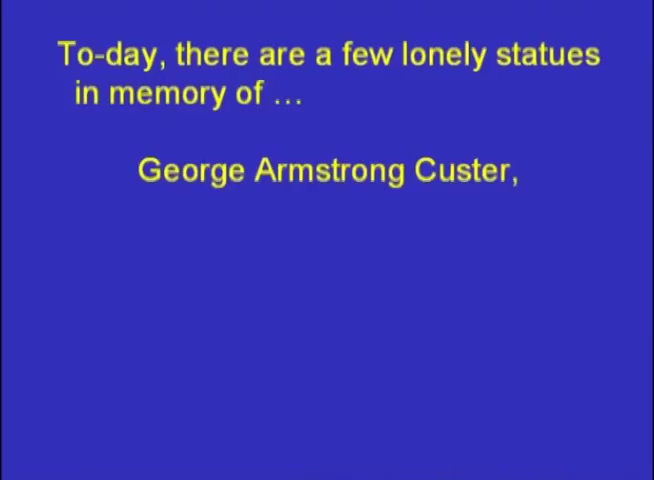 To-day, there are a few lonely statues
in memory of …
George Armstrong Custer,